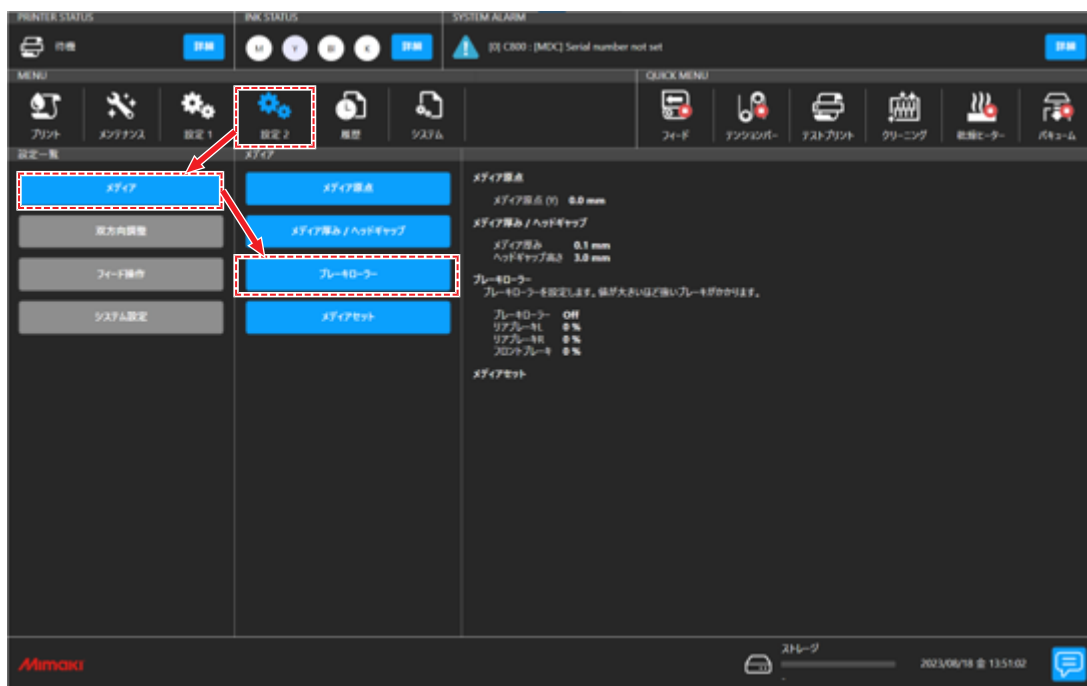 PRINTER STATUS
INK STATUS
SYSTEM ALARM
待機
詳細
M
Y
Bl
K
詳細
[0] C800 : [MDC] Serial number not set
詳細
MENU
QUICK MENU
プリント
メンテナンス
設定 1
設定 2
履歴
システム
フィード
テンションバー
テストプリント
クリーニング
乾燥ヒーター
バキューム
設定一覧
メディア
メディア
双方向調整
フィード操作
システム設定
メディア原点
メディア厚み / ヘッドギャップ
ブレーキローラー
メディアセット
メディア原点
メディア原点 (Y) 0.0 mm
メディア厚み / ヘッドギャップ
メディア厚み 0.1 mm
ヘッドギャップ高さ 3.0 mm
ブレーキローラー
ブレーキローラーを設定します。値が大きいほど強いブレーキがかかります。
ブレーキローラー Off
リアブレーキL 0 %
リアブレーキR 0 %
フロントブレーキ 0 %
メディアセット
Mimaki
ストレージ
-
2023/08/18 金 13:51:02